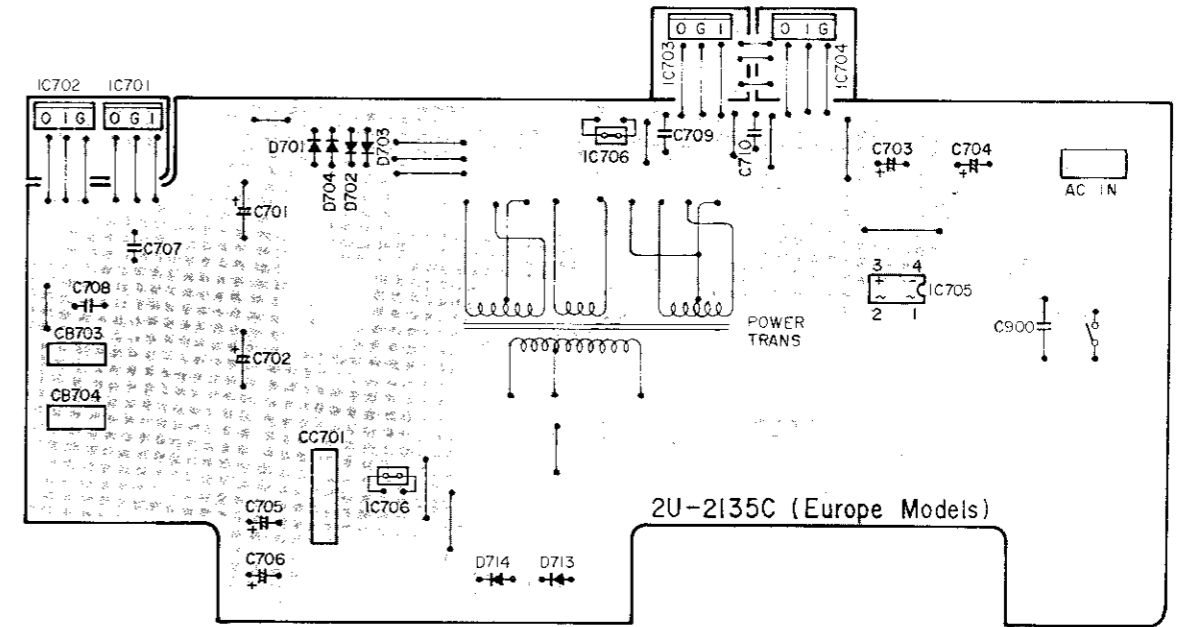 O G I
O I G
IC703
IC704
IC702 IC701
O I G
O G I
D701
D704
D702
D703
IC706
C709
C710
C703
+
C704
+
AC IN
+
C701
C707
3 4
+ -
~ ~
2 1
IC705
C708
CB703
POWER
TRANS
C900
+
C702
CB704
CC701
IC706
C705
+
2U-2135C (Europe Models)
C706
+
D714 D713